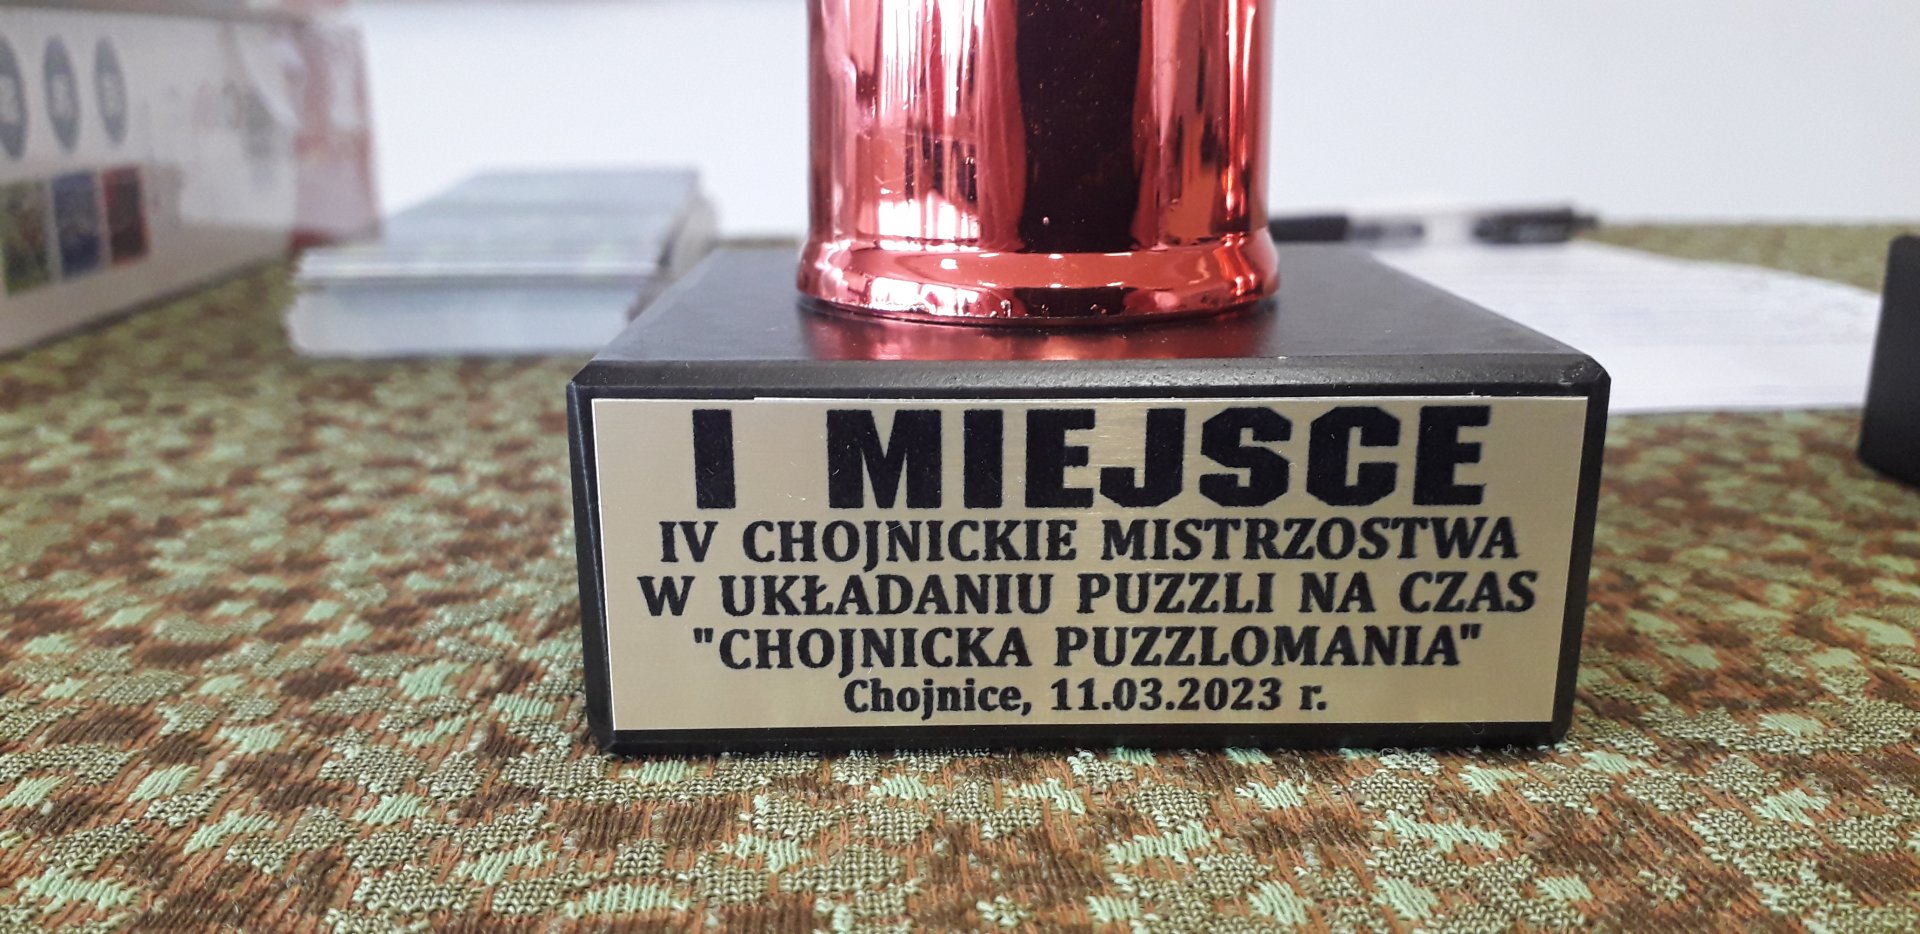 I MIEJSCE
IV CHOJNICKIE MISTRZOSTWA
W UKŁADANIU PUZZLI NA CZAS
"CHOJNICKA PUZZLOMANIA"
Chojnice, 11.03.2023 r.